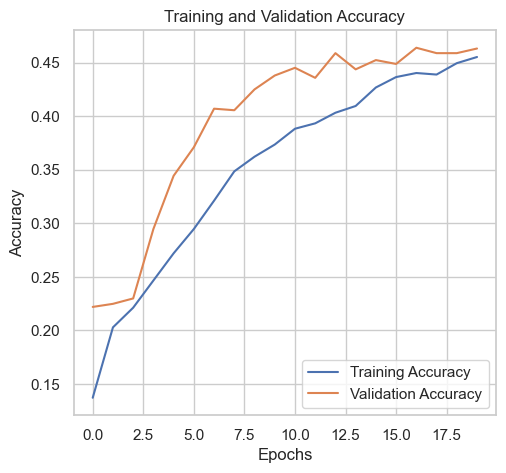 Training and Validation Accuracy
Accuracy
0.45
0.40
0.35
0.30
0.25
0.20
0.15
0.0 2.5 5.0 7.5 10.0 12.5 15.0 17.5
Epochs
Training Accuracy
Validation Accuracy